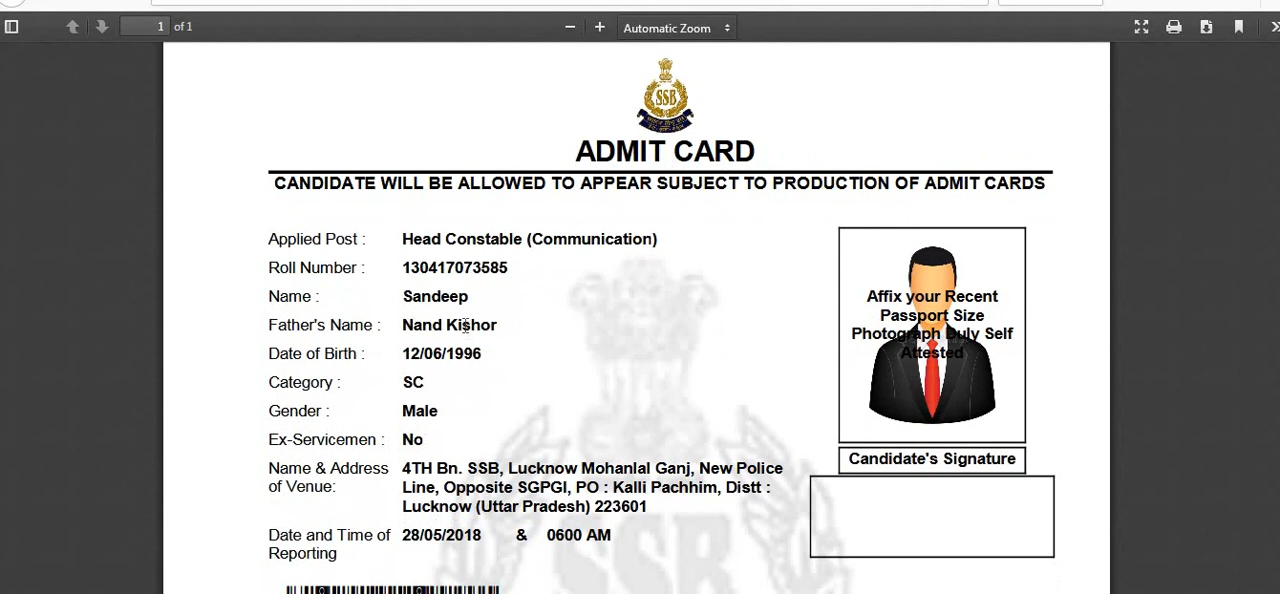 1 of 1
Automatic Zoom
SSB
ADMIT CARD
CANDIDATE WILL BE ALLOWED TO APPEAR SUBJECT TO PRODUCTION OF ADMIT CARDS
Applied Post : Head Constable (Communication)
Roll Number : 130417073585
Name : Sandeep
Father's Name : Nand Kishor
Date of Birth : 12/06/1996
Category : SC
Gender : Male
Ex-Servicemen : No
Name & Address 4TH Bn. SSB, Lucknow Mohanlal Ganj, New Police
of Venue: Line, Opposite SGPGI, PO : Kalli Pachhim, Distt :
Lucknow (Uttar Pradesh) 223601
Date and Time of 28/05/2018 & 0600 AM
Reporting
Affix your Recent
Passport Size
Photograph Duly Self
Attested
Candidate's Signature
SSB